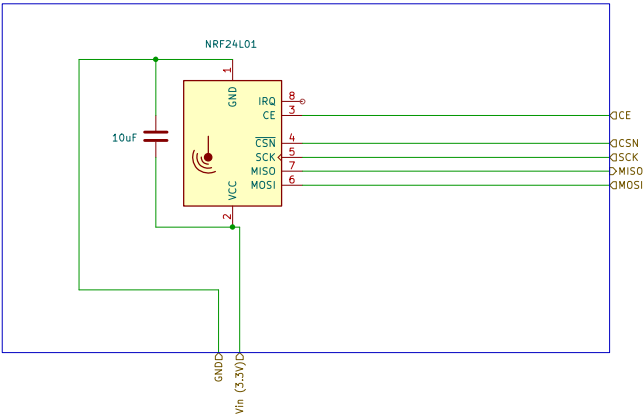 NRF24L01
1
GND
IRQ 8
CE 3
CE
10uF
CSN 4
CSN
SCK 5
SCK
MISO 7
MISO
MOSI 6
MOSI
VCC
2
GND
Vin (3.3V)